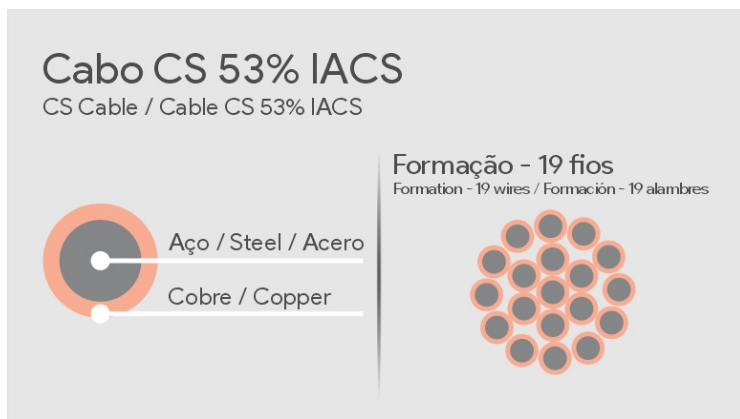 Cabo CS 53% IACS
CS Cable / Cable CS 53% IACS
Formação - 19 fios
Formation - 19 wires / Formación - 19 alambres
Aço / Steel / Acero
Cobre / Copper